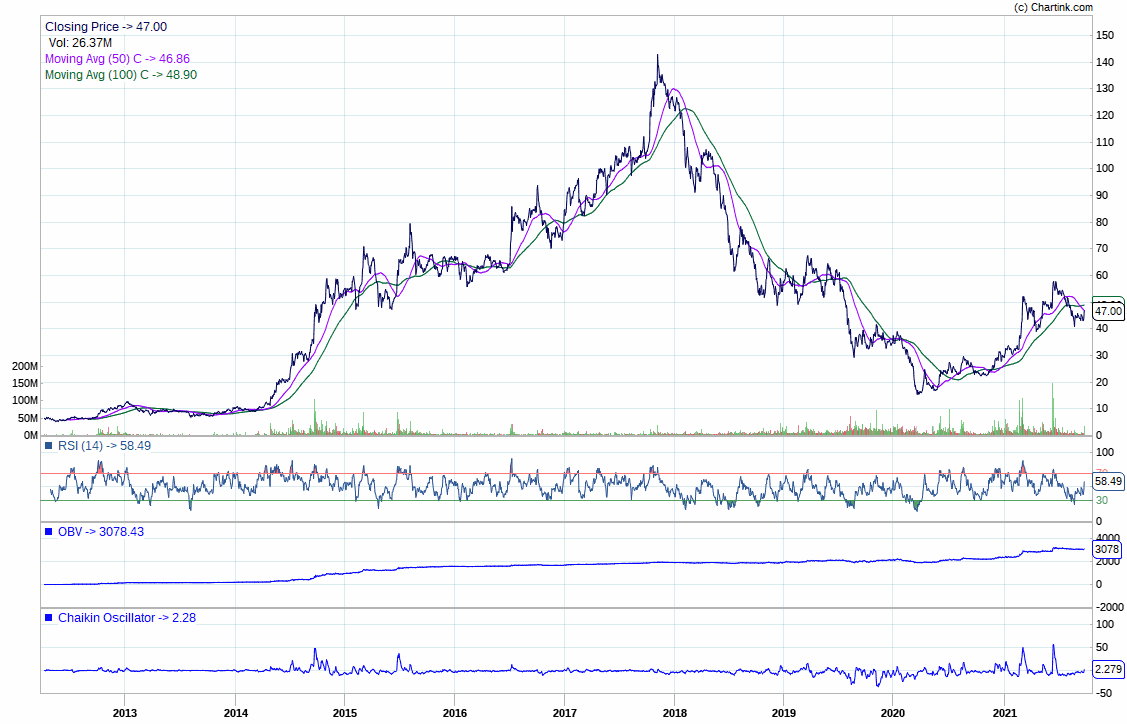 (c) Chartink.com
Closing Price -> 47.00
Vol: 26.37M
Moving Avg (50) C -> 46.86
Moving Avg (100) C -> 48.90
150
140
130
120
110
100
90
80
70
60
47.00
40
30
20
10
0
200M
150M
100M
50M
0M
RSI (14) -> 58.49
100
70
58.49
30
0
OBV -> 3078.43
4000
3078
2000
0
-2000
Chaikin Oscillator -> 2.28
100
50
2.279
-50
2013 2014 2015 2016 2017 2018 2019 2020 2021